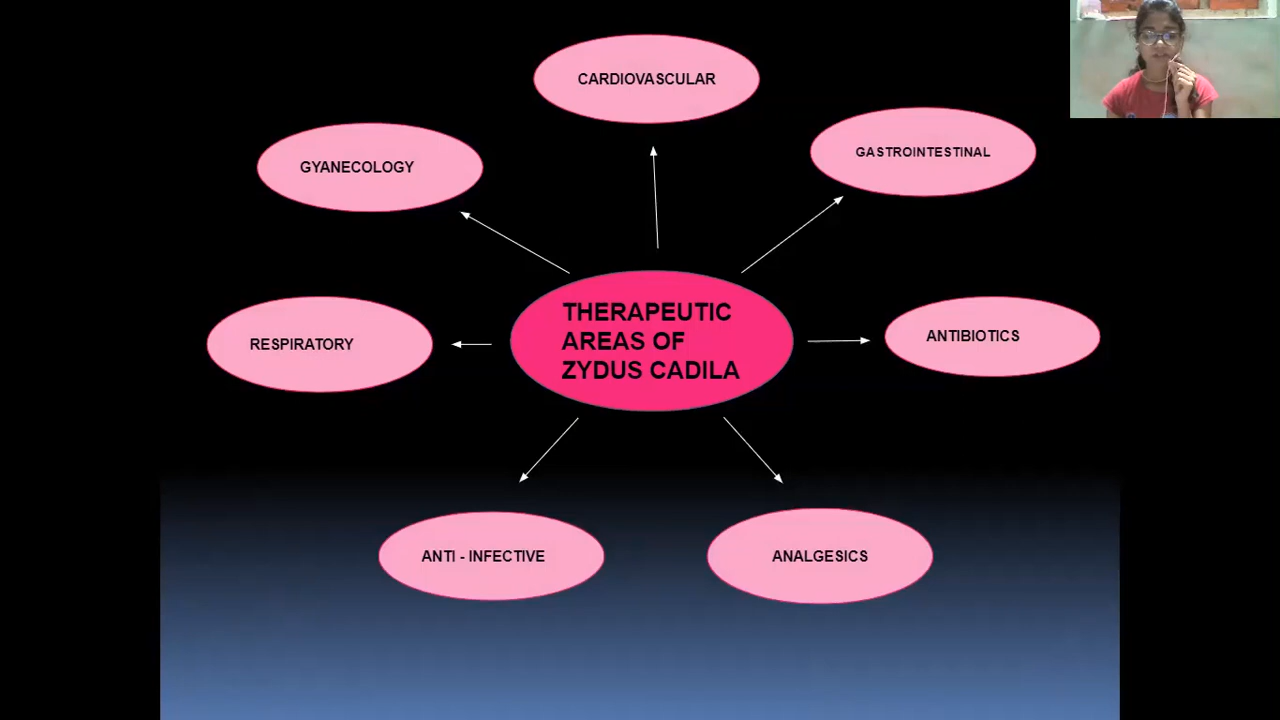 CARDIOVASCULAR
GASTROINTESTINAL
GYANECOLOGY
THERAPEUTIC
AREAS OF
ZYDUS CADILA
ANTIBIOTICS
RESPIRATORY
ANTI - INFECTIVE
ANALGESICS